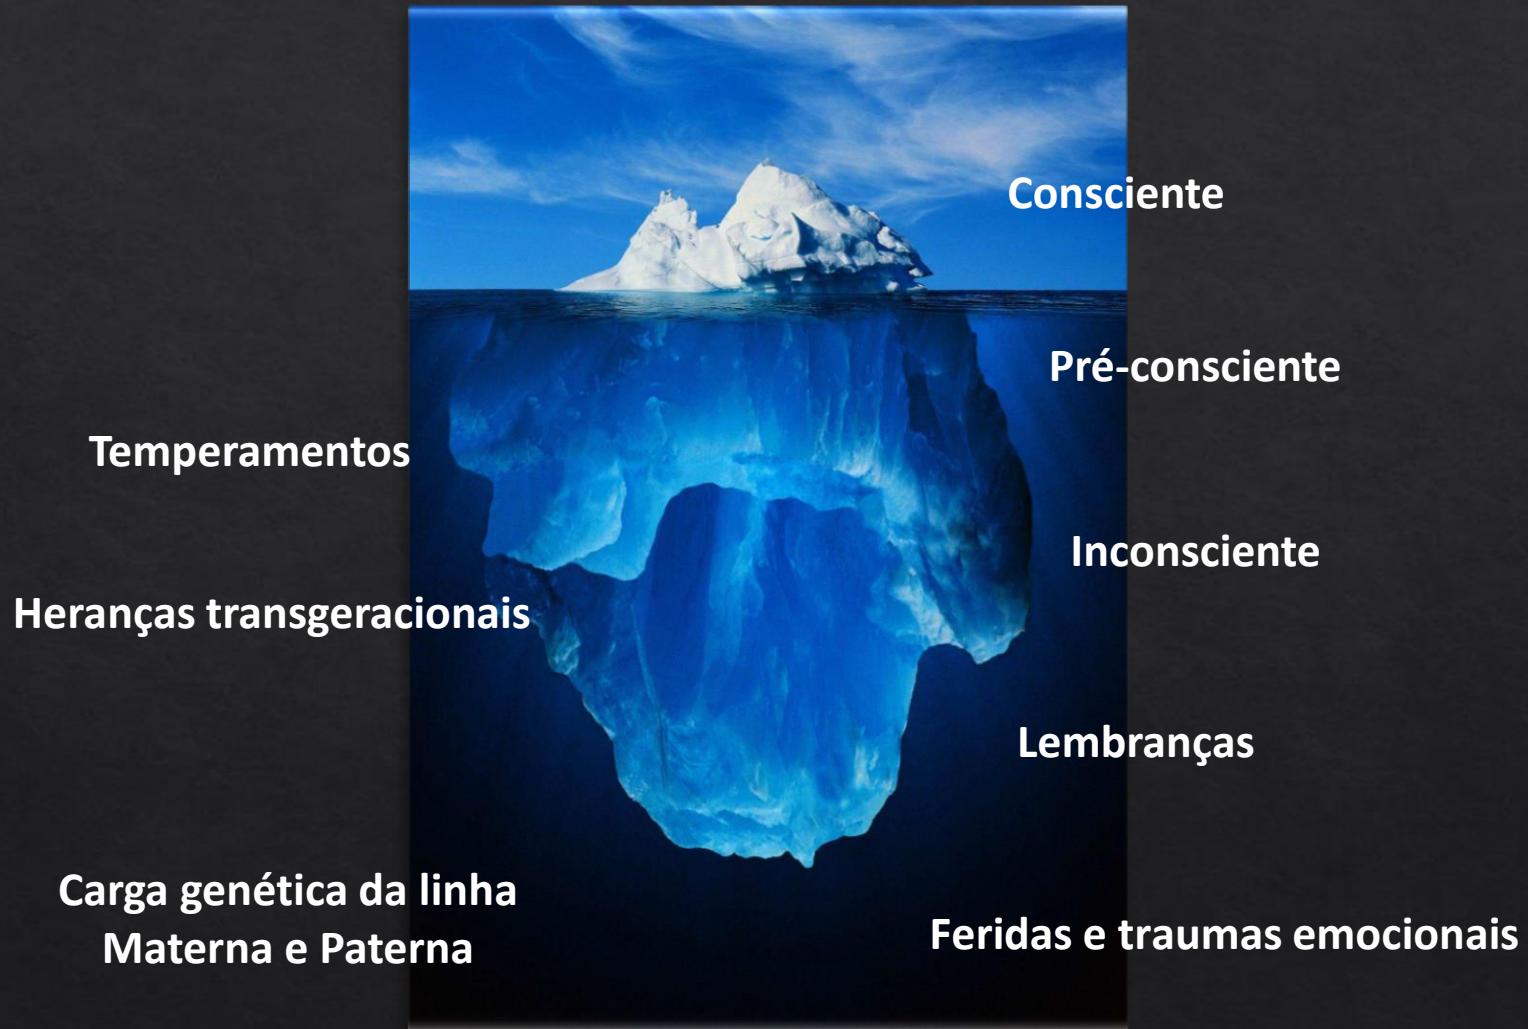 Consciente
Pré-consciente
Temperamentos
Inconsciente
Heranças transgeracionais
Lembranças
Carga genética da linha
Materna e Paterna
Feridas e traumas emocionais